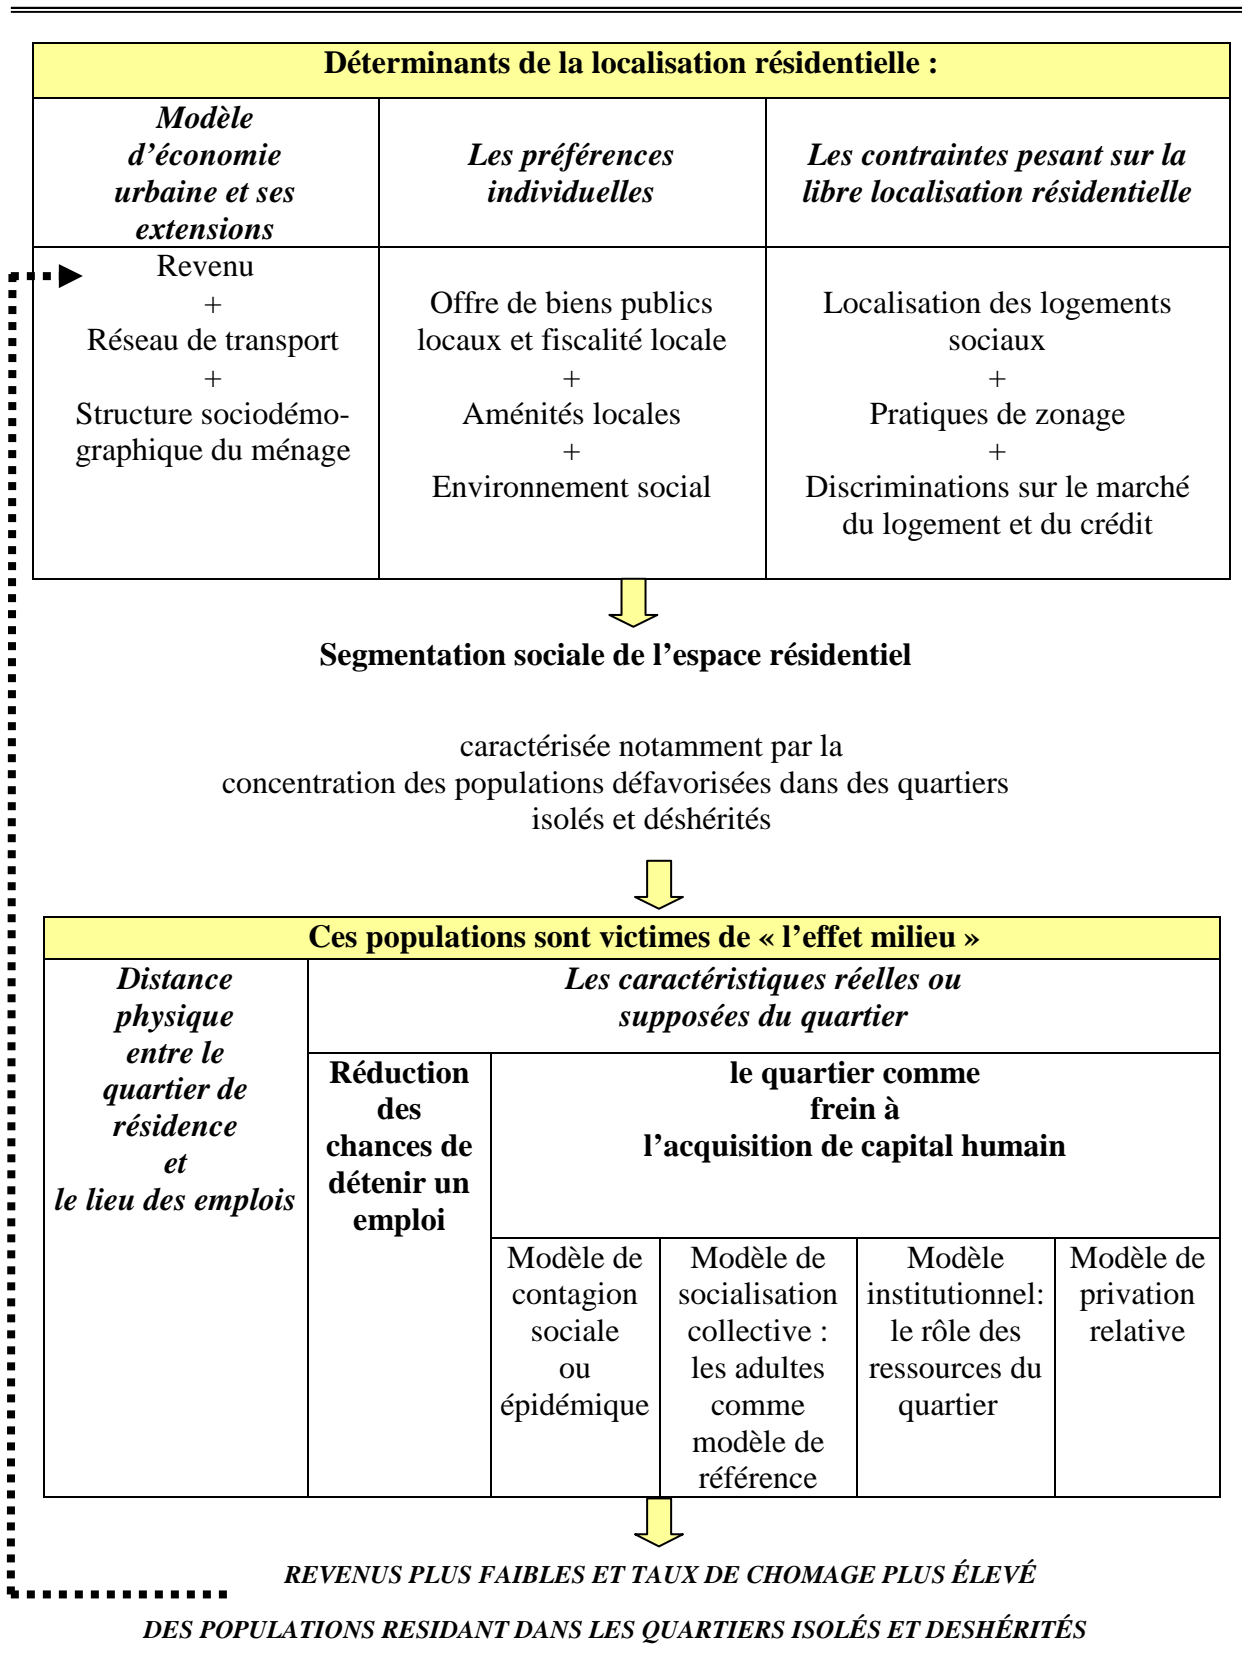 Déterminants de la localisation résidentielle :
Modèle
d’économie
urbaine et ses
extensions
Les préférences
individuelles
Les contraintes pesant sur la
libre localisation résidentielle
Revenu
+
Réseau de transport
+
Structure sociodémo-
graphique du ménage
Offre de biens publics
locaux et fiscalité locale
+
Aménités locales
+
Environnement social
Localisation des logements
sociaux
+
Pratiques de zonage
+
Discriminations sur le marché
du logement et du crédit
Segmentation sociale de l’espace résidentiel
caractérisée notamment par la
concentration des populations défavorisées dans des quartiers
isolés et déshérités
Ces populations sont victimes de « l’effet milieu »
Distance
physique
entre le
quartier de
résidence
et
le lieu des emplois
Les caractéristiques réelles ou
supposées du quartier
Réduction
des
chances de
détenir un
emploi
le quartier comme
frein à
l’acquisition de capital humain
Modèle de
contagion
sociale
ou
épidémique
Modèle de
socialisation
collective :
les adultes
comme
modèle de
référence
Modèle
institutionnel:
le rôle des
ressources du
quartier
Modèle de
privation
relative
REVENUS PLUS FAIBLES ET TAUX DE CHOMAGE PLUS ÉLEVÉ
DES POPULATIONS RESIDANT DANS LES QUARTIERS ISOLÉS ET DESHÉRITÉS